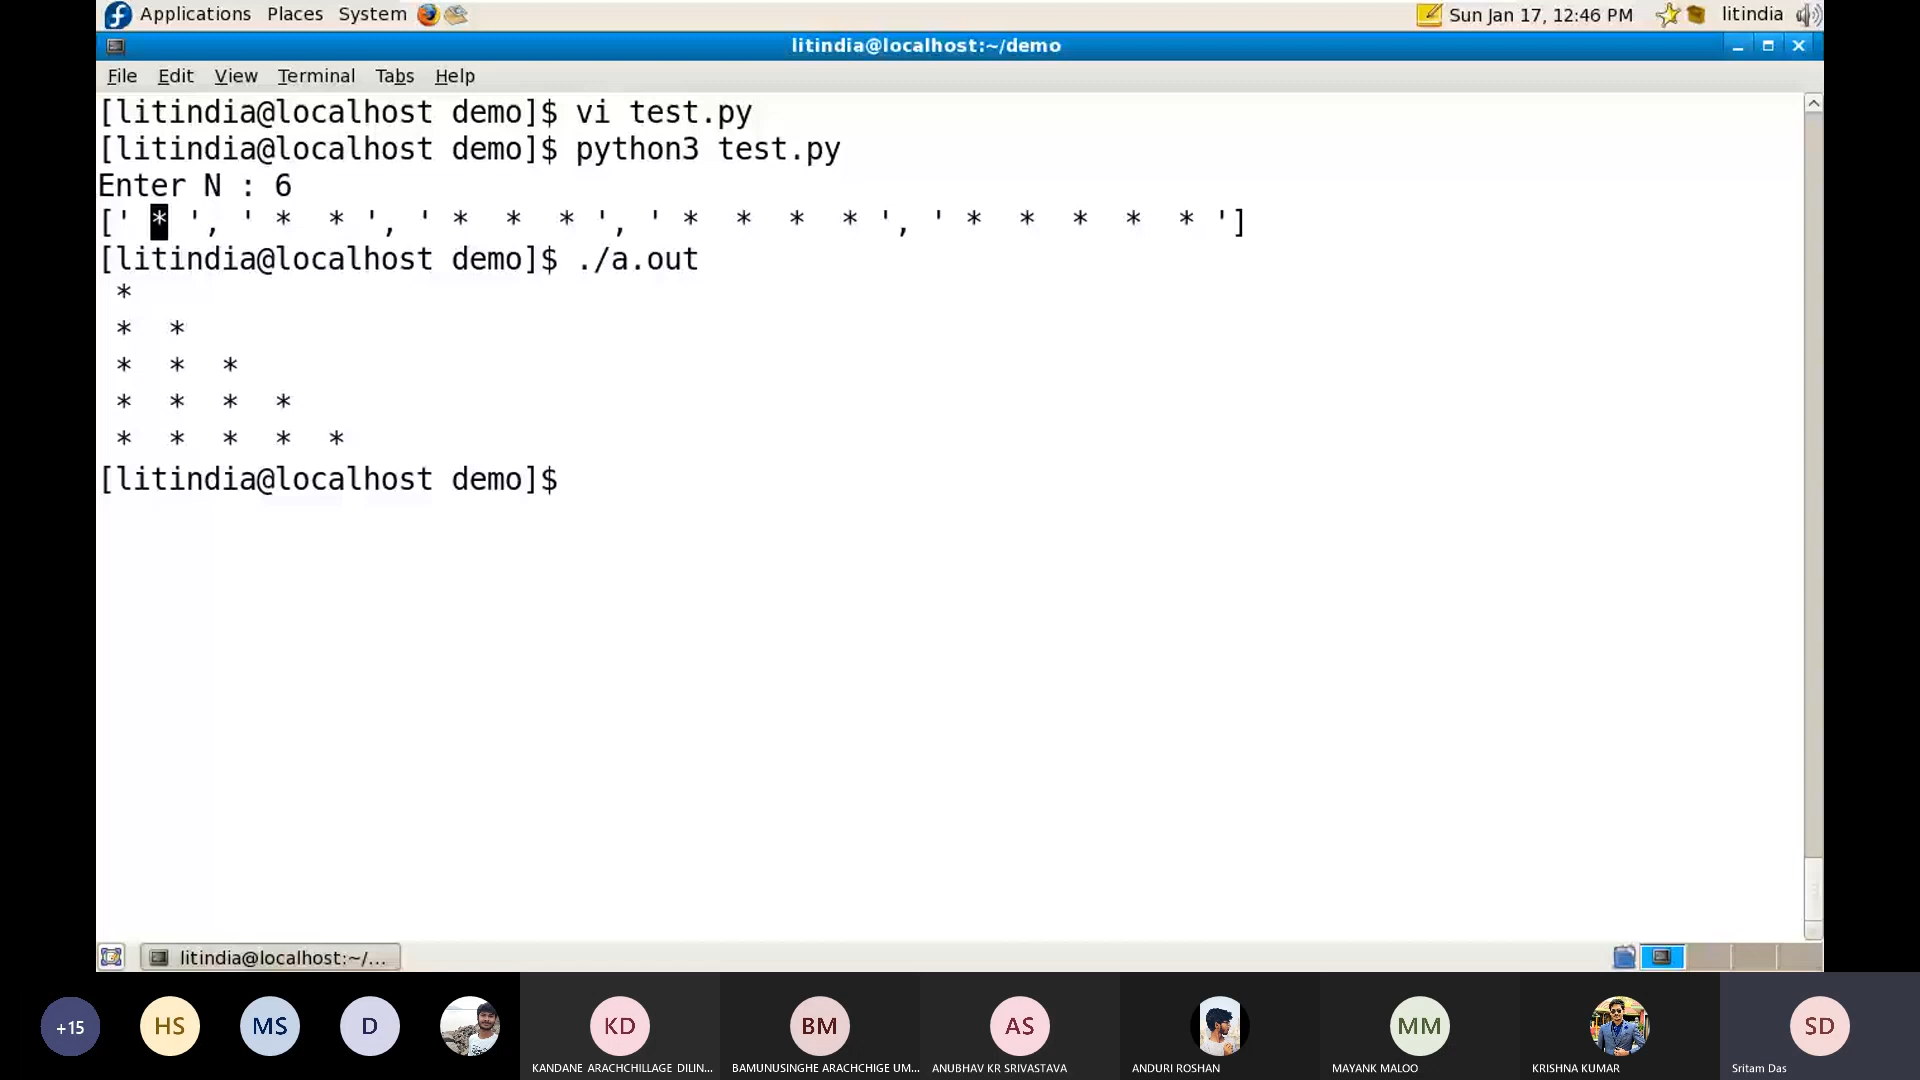 Applications Places System Sun Jan 17, 12:46 PM litindia
litindia@localhost:~/demo
File Edit View Terminal Tabs Help
[litindia@localhost demo]$ vi test.py
[litindia@localhost demo]$ python3 test.py
Enter N : 6
[' * ', ' *  * ', ' *  *  * ', ' *  *  *  * ', ' *  *  *  *  * ']
[litindia@localhost demo]$ ./a.out
*
*  *
*  *  *
*  *  *  *
*  *  *  *  *
[litindia@localhost demo]$
litindia@localhost:~/...
+15 HS MS D KD BM AS MM SD
KANDANE ARACHCHILLAGE DILIN... BAMUNUSINGHE ARACHCHIGE UM... ANUBHAV KR SRIVASTAVA ANDURI ROSHAN MAYANK MALOO KRISHNA KUMAR Sritam Das